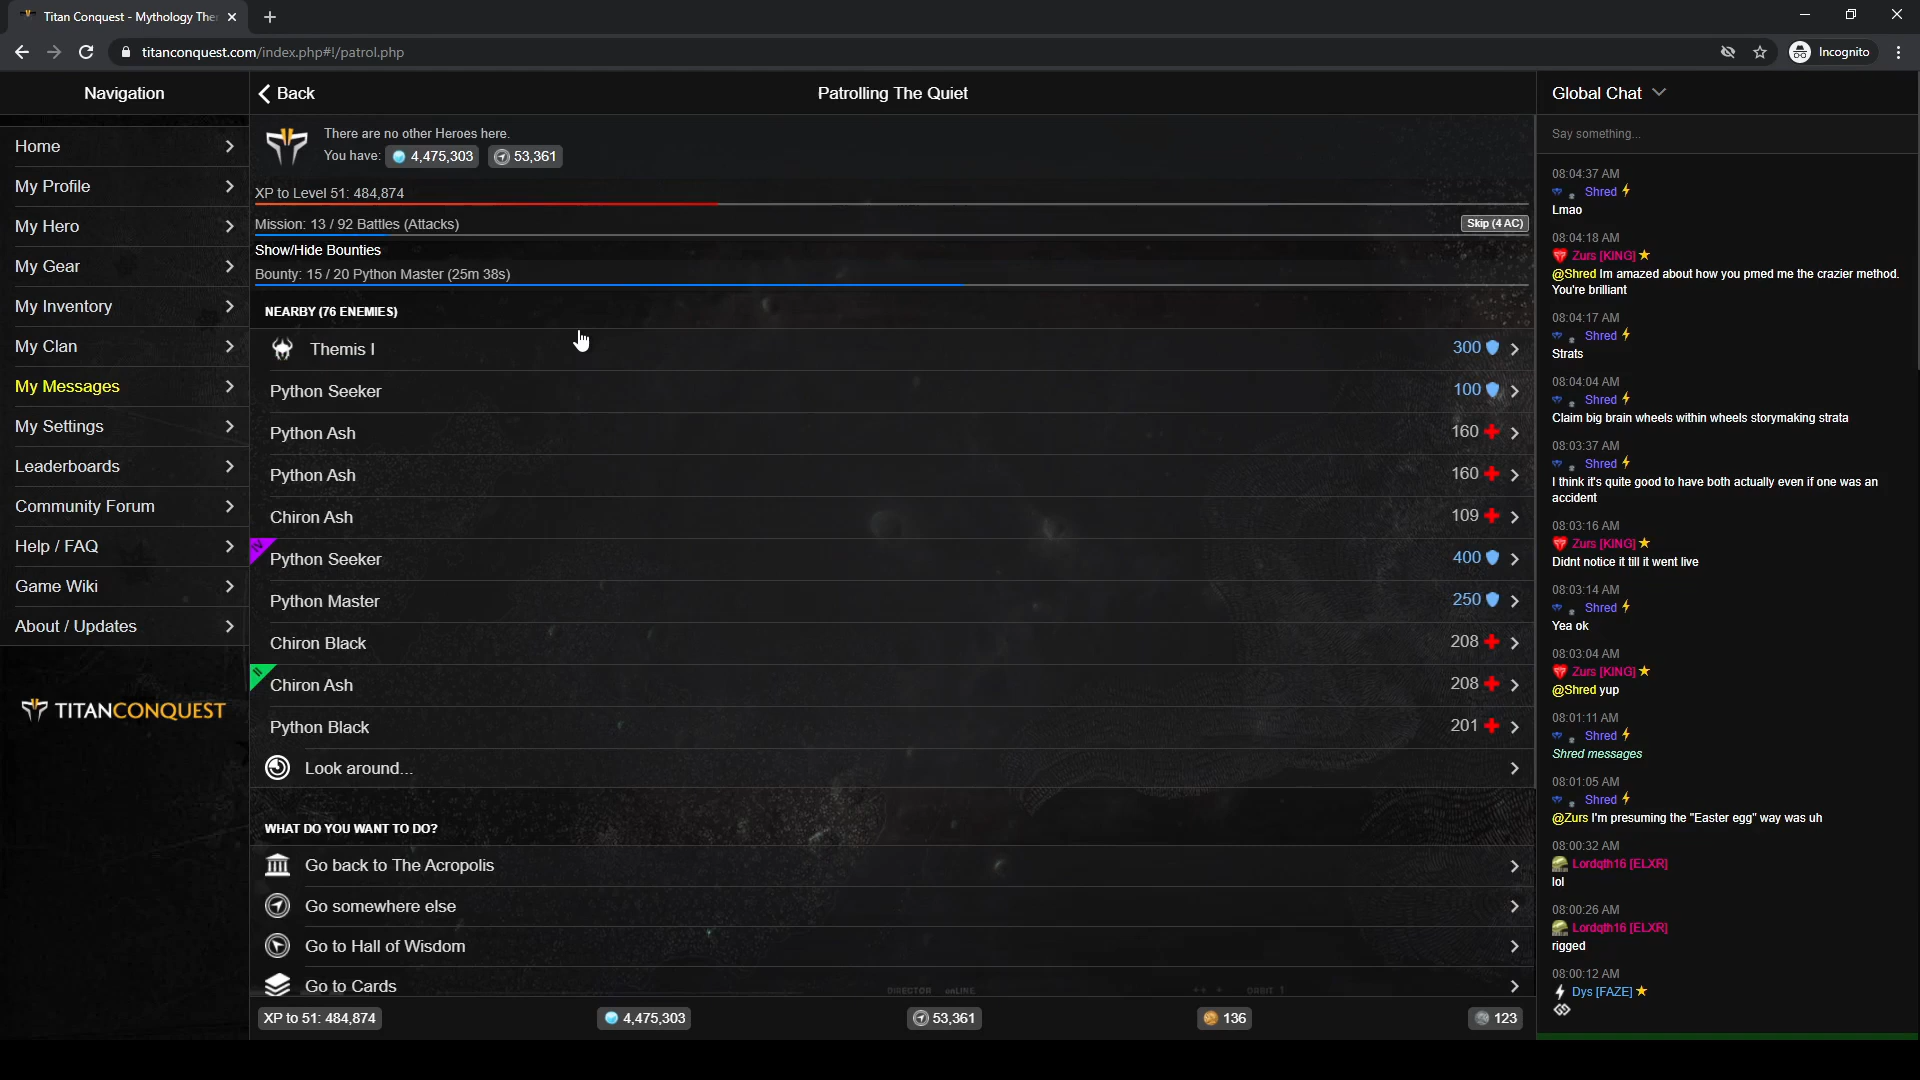 Titan Conquest - Mythology The
titanconquest.com/index.php#!/patrol.php
Incognito
Navigation
Back
Patrolling The Quiet
Global Chat
Home
My Profile
My Hero
My Gear
My Inventory
My Clan
My Messages
My Settings
Leaderboards
Community Forum
Help / FAQ
Game Wiki
About / Updates
TITANCONQUEST
There are no other Heroes here.
You have: 4,475,303 53,361
XP to Level 51: 484,874
Mission: 13 / 92 Battles (Attacks)
Skip (4 AC)
Show/Hide Bounties
Bounty: 15 / 20 Python Master (25m 38s)
NEARBY (76 ENEMIES)
Themis I 300
Python Seeker 100
Python Ash 160
Python Ash 160
Chiron Ash 109
IV
Python Seeker 400
Python Master 250
Chiron Black 208
II
Chiron Ash 208
Python Black 201
Look around...
WHAT DO YOU WANT TO DO?
Go back to The Acropolis
Go somewhere else
Go to Hall of Wisdom
Go to Cards
DIRECTOR onLINE
ORBIT 1
XP to 51: 484,874
4,475,303
53,361
136
123
Say something...
08:04:37 AM
Shred
Lmao
08:04:18 AM
Zurs [KING]
@Shred Im amazed about how you pmed me the crazier method.
You're brilliant
08:04:17 AM
Shred
Strats
08:04:04 AM
Shred
Claim big brain wheels within wheels storymaking strata
08:03:37 AM
Shred
I think it's quite good to have both actually even if one was an
accident
08:03:16 AM
Zurs [KING]
Didnt notice it till it went live
08:03:14 AM
Shred
Yea ok
08:03:04 AM
Zurs [KING]
@Shred yup
08:01:11 AM
Shred
Shred messages
08:01:05 AM
Shred
@Zurs I'm presuming the "Easter egg" way was uh
08:00:32 AM
Lordqth16 [ELXR]
lol
08:00:26 AM
Lordqth16 [ELXR]
rigged
08:00:12 AM
Dys [FAZE]